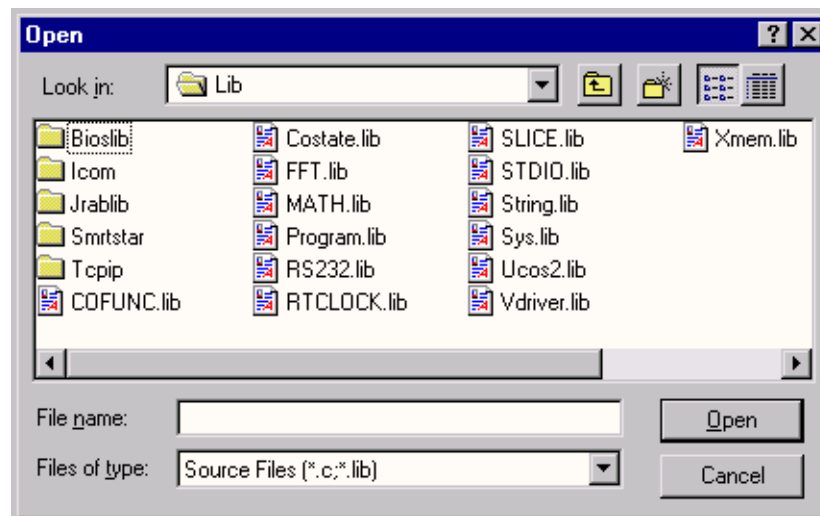 Open
Look in: Lib
Bioslib Costate.lib SLICE.lib Xmem.lib
Icom FFT.lib STDIO.lib
Jrablib MATH.lib String.lib
Smrtstar Program.lib Sys.lib
Tcpip RS232.lib Ucos2.lib
COFUNC.lib RTCLOCK.lib Vdriver.lib
File name: Open
Files of type: Source Files (*.c;*.lib) Cancel